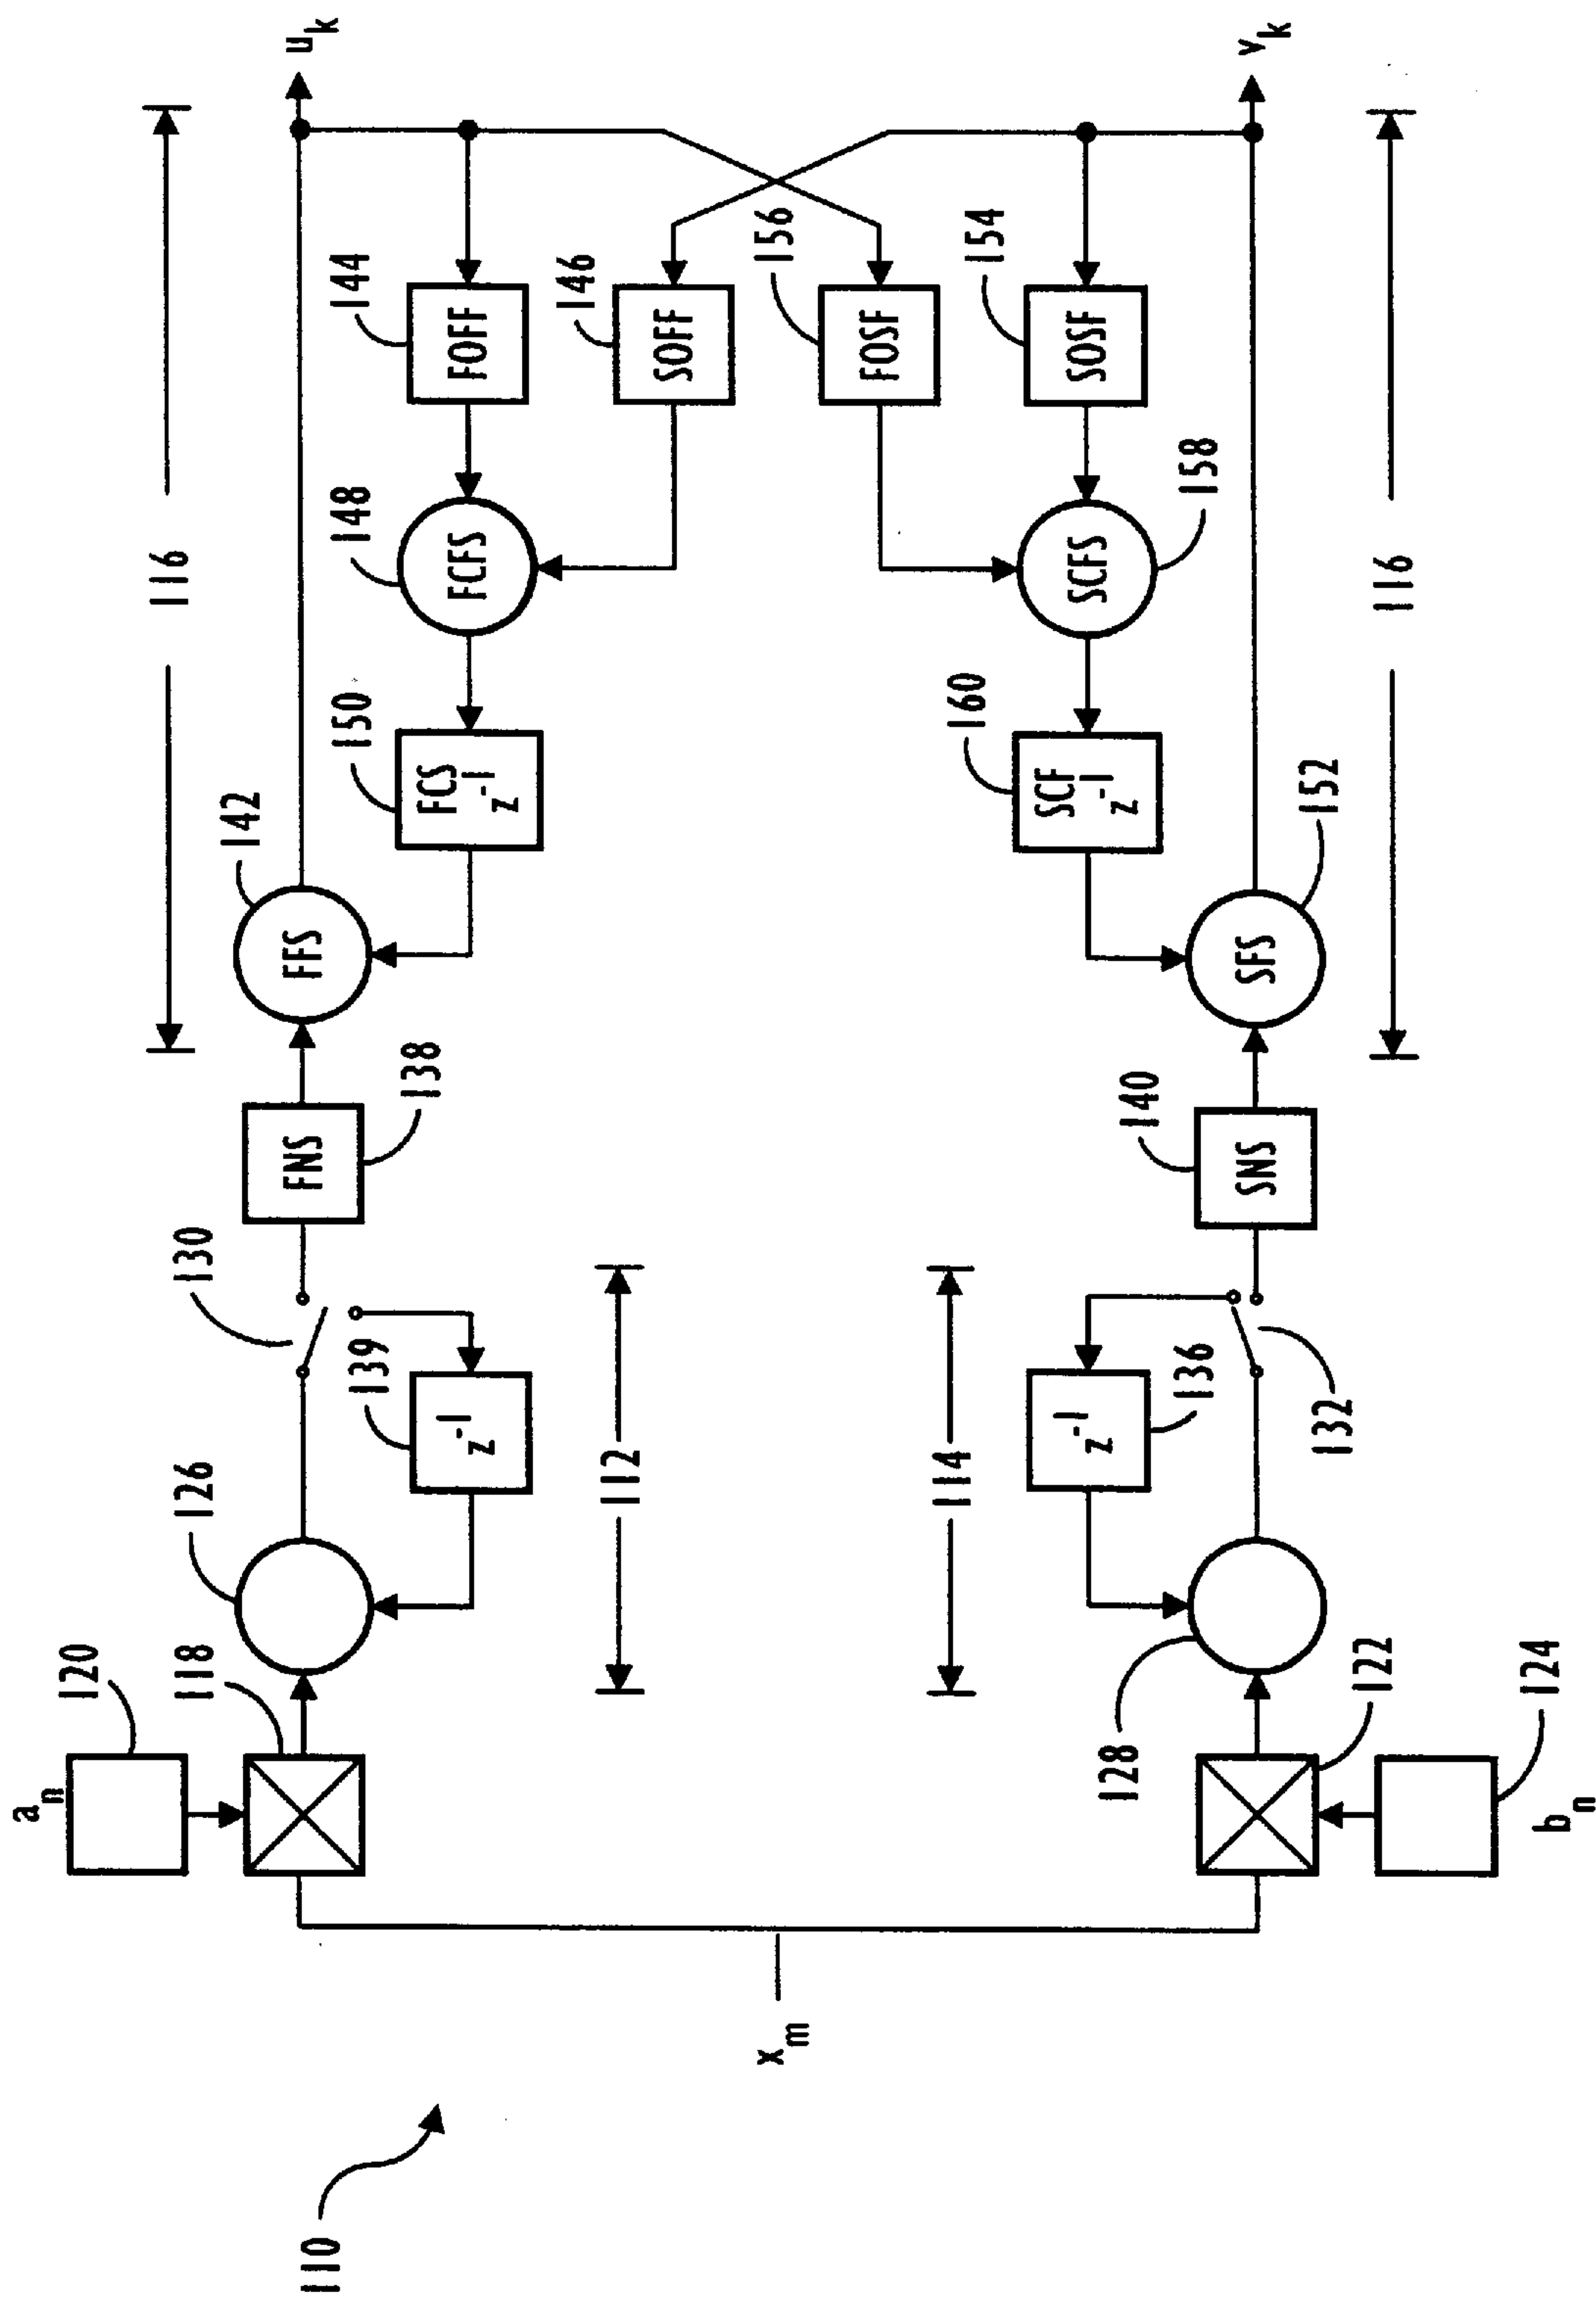 110
x_m
a_n
120
118
126
130
139
112
FNS
138
116
FFS
142
FCS
z^-1
150
FCFS
148
FOFF
144
SOFF
146
u_k
FOSF
156
SOSF
154
SCFS
158
SCF
z^-1
160
SFS
152
116
v_k
SNS
140
z^-1
z^-1
136
132
114
128
122
124
b_n